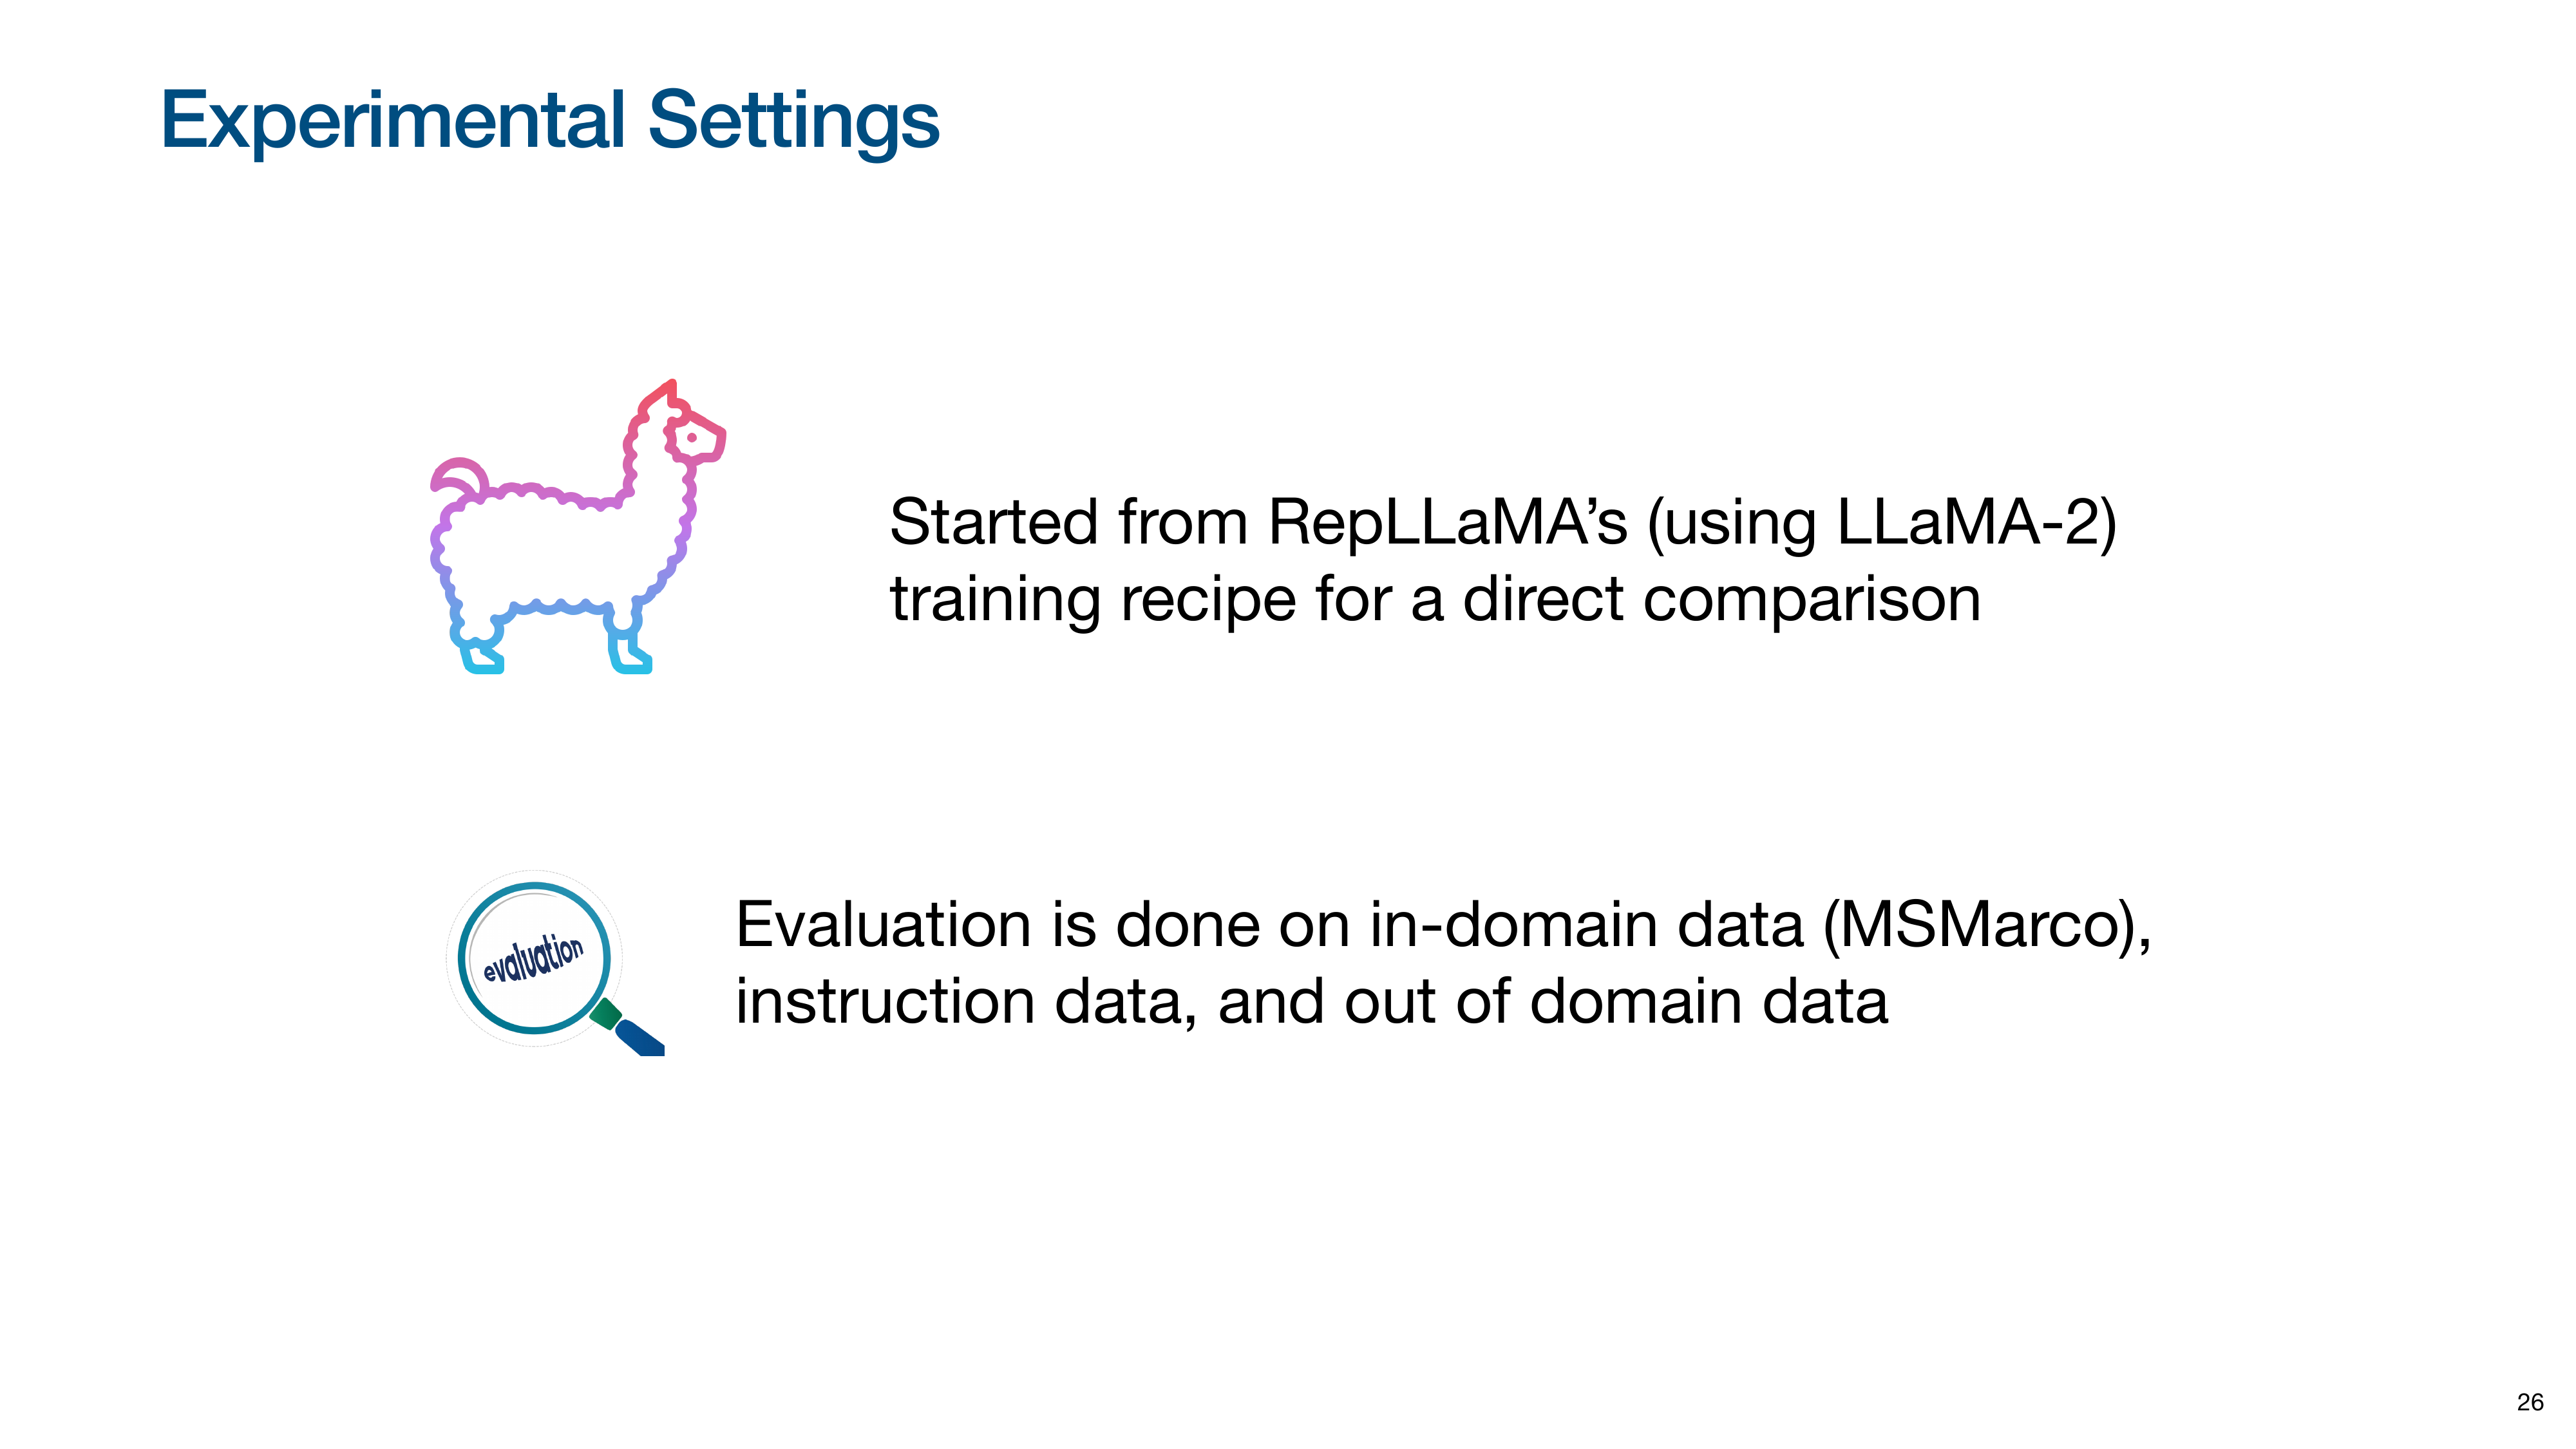 Experimental Settings
Started from RepLLaMA’s (using LLaMA-2)
training recipe for a direct comparison
evaluation
Evaluation is done on in-domain data (MSMarco),
instruction data, and out of domain data
26